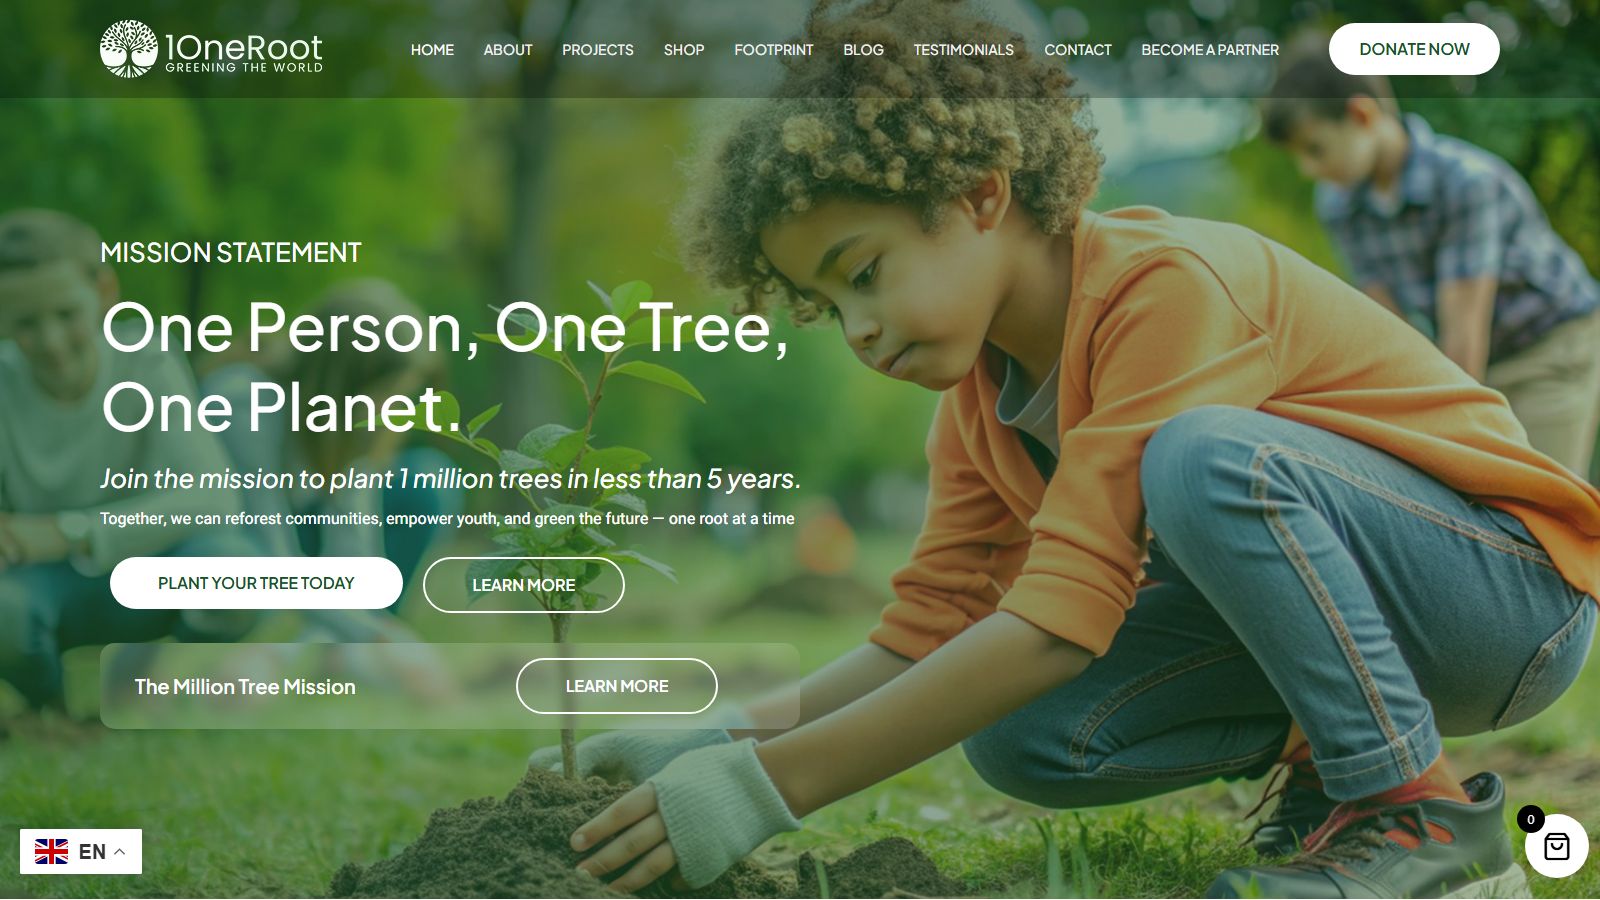 1OneRoot
GREENING THE WORLD
HOME
ABOUT
PROJECTS
SHOP
FOOTPRINT
BLOG
TESTIMONIALS
CONTACT
BECOME A PARTNER
DONATE NOW
MISSION STATEMENT
One Person, One Tree,
One Planet.
Join the mission to plant 1 million trees in less than 5 years.
Together, we can reforest communities, empower youth, and green the future — one root at a time
PLANT YOUR TREE TODAY
LEARN MORE
The Million Tree Mission
LEARN MORE
EN
0